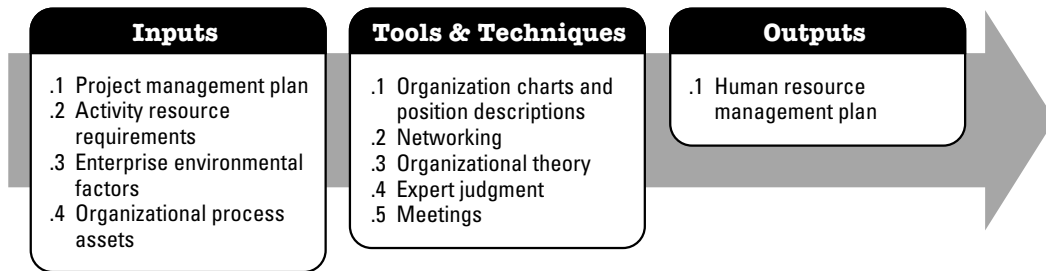 Inputs
.1 Project management plan
.2 Activity resource
requirements
.3 Enterprise environmental
factors
.4 Organizational process
assets
Tools & Techniques
.1 Organization charts and
position descriptions
.2 Networking
.3 Organizational theory
.4 Expert judgment
.5 Meetings
Outputs
.1 Human resource
management plan